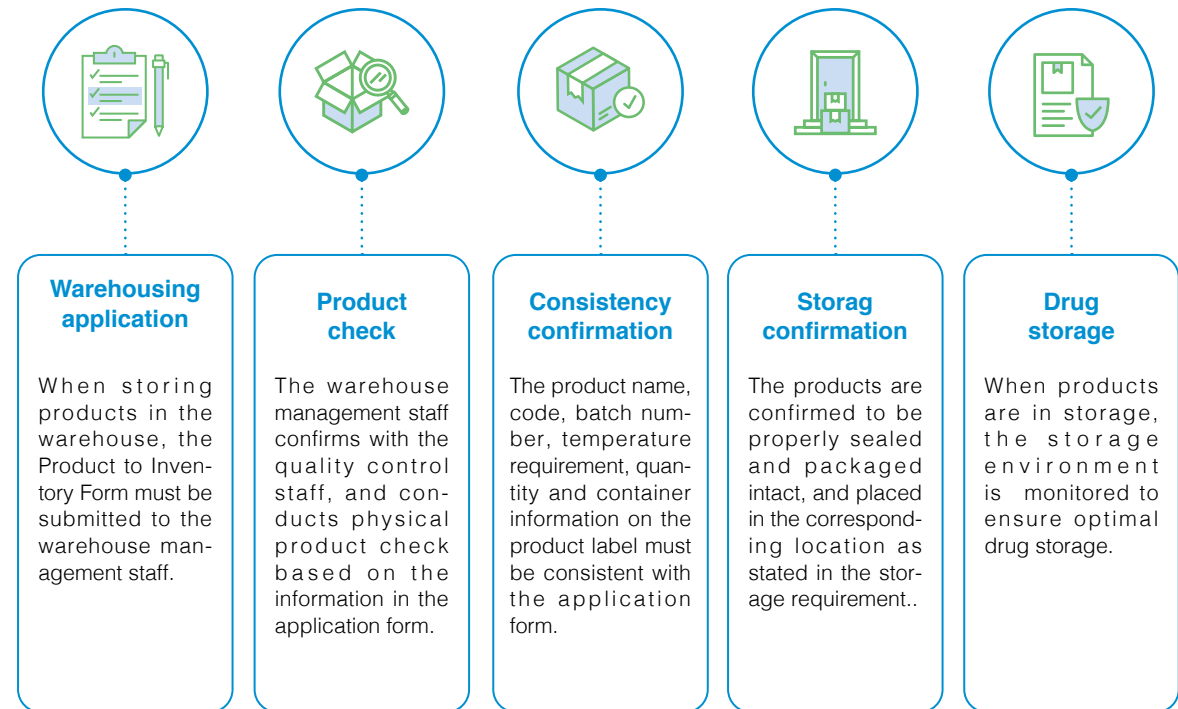 Warehousing
application
When storing
products in the
warehouse, the
Product to Inven-
tory Form must be
submitted to the
warehouse man-
agement staff.
Product
check
The warehouse
management staff
confirms with the
quality control
staff, and con-
ducts physical
product check
based on the
information in the
application form.
Consistency
confirmation
The product name,
code, batch num-
ber, temperature
requirement, quan-
tity and container
information on the
product label must
be consistent with
the application
form.
Storag
confirmation
The products are
confirmed to be
properly sealed
and packaged
intact, and placed
in the correspond-
ing location as
stated in the stor-
age requirement..
Drug
storage
When products
are in storage,
the storage
environment
is monitored to
ensure optimal
drug storage.